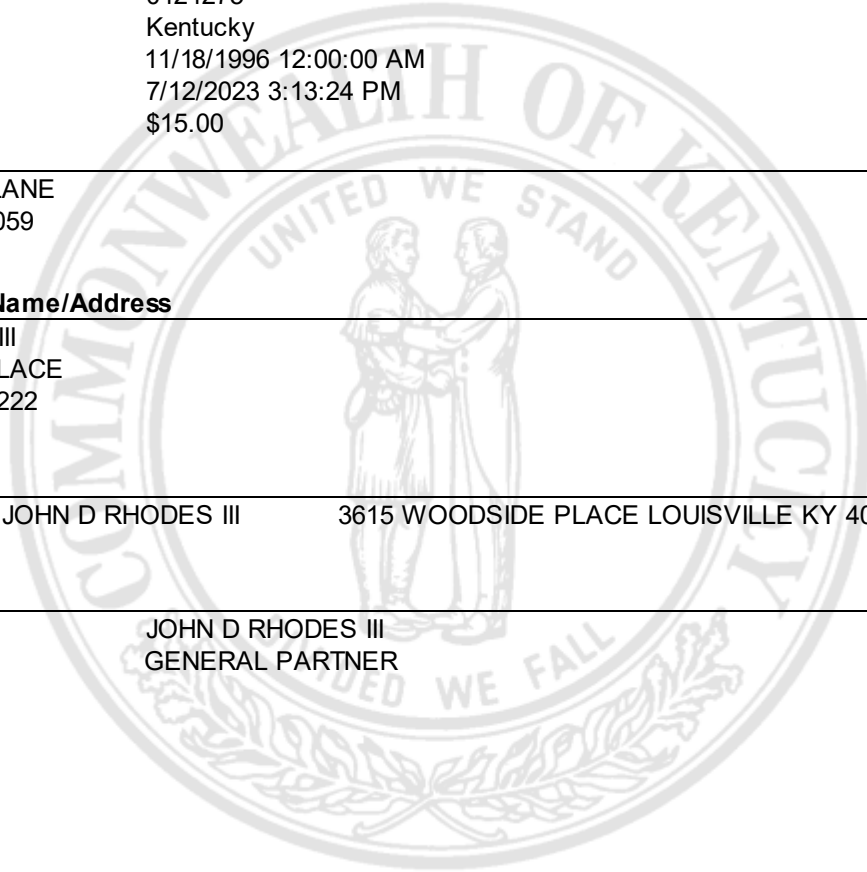 Kentucky
11/18/1996 12:00:00 AM
7/12/2023 3:13:24 PM
$15.00
LANE
059
Name/Address
III
LACE
222
JOHN D RHODES III 3615 WOODSIDE PLACE LOUISVILLE KY 40
JOHN D RHODES III
GENERAL PARTNER
COMMONWEALTH OF KENTUCKY
UNITED WE STAND
DIVIDED WE FALL